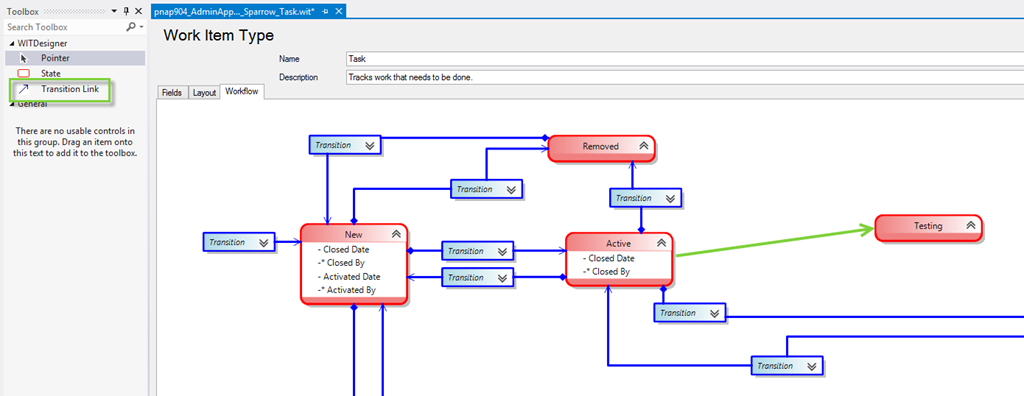 Toolbox
pnap904_AdminApp..._Sparrow_Task.wit*
Search Toolbox
WITDesigner
Pointer
State
Transition Link
General
There are no usable controls in
this group. Drag an item onto
this text to add it to the toolbox.
Work Item Type
Name
Task
Description
Tracks work that needs to be done.
Fields
Layout
Workflow
Transition
Removed
Transition
Transition
Testing
Transition
New
- Closed Date
-* Closed By
- Activated Date
-* Activated By
Transition
Transition
Active
- Closed Date
-* Closed By
Transition
Transition